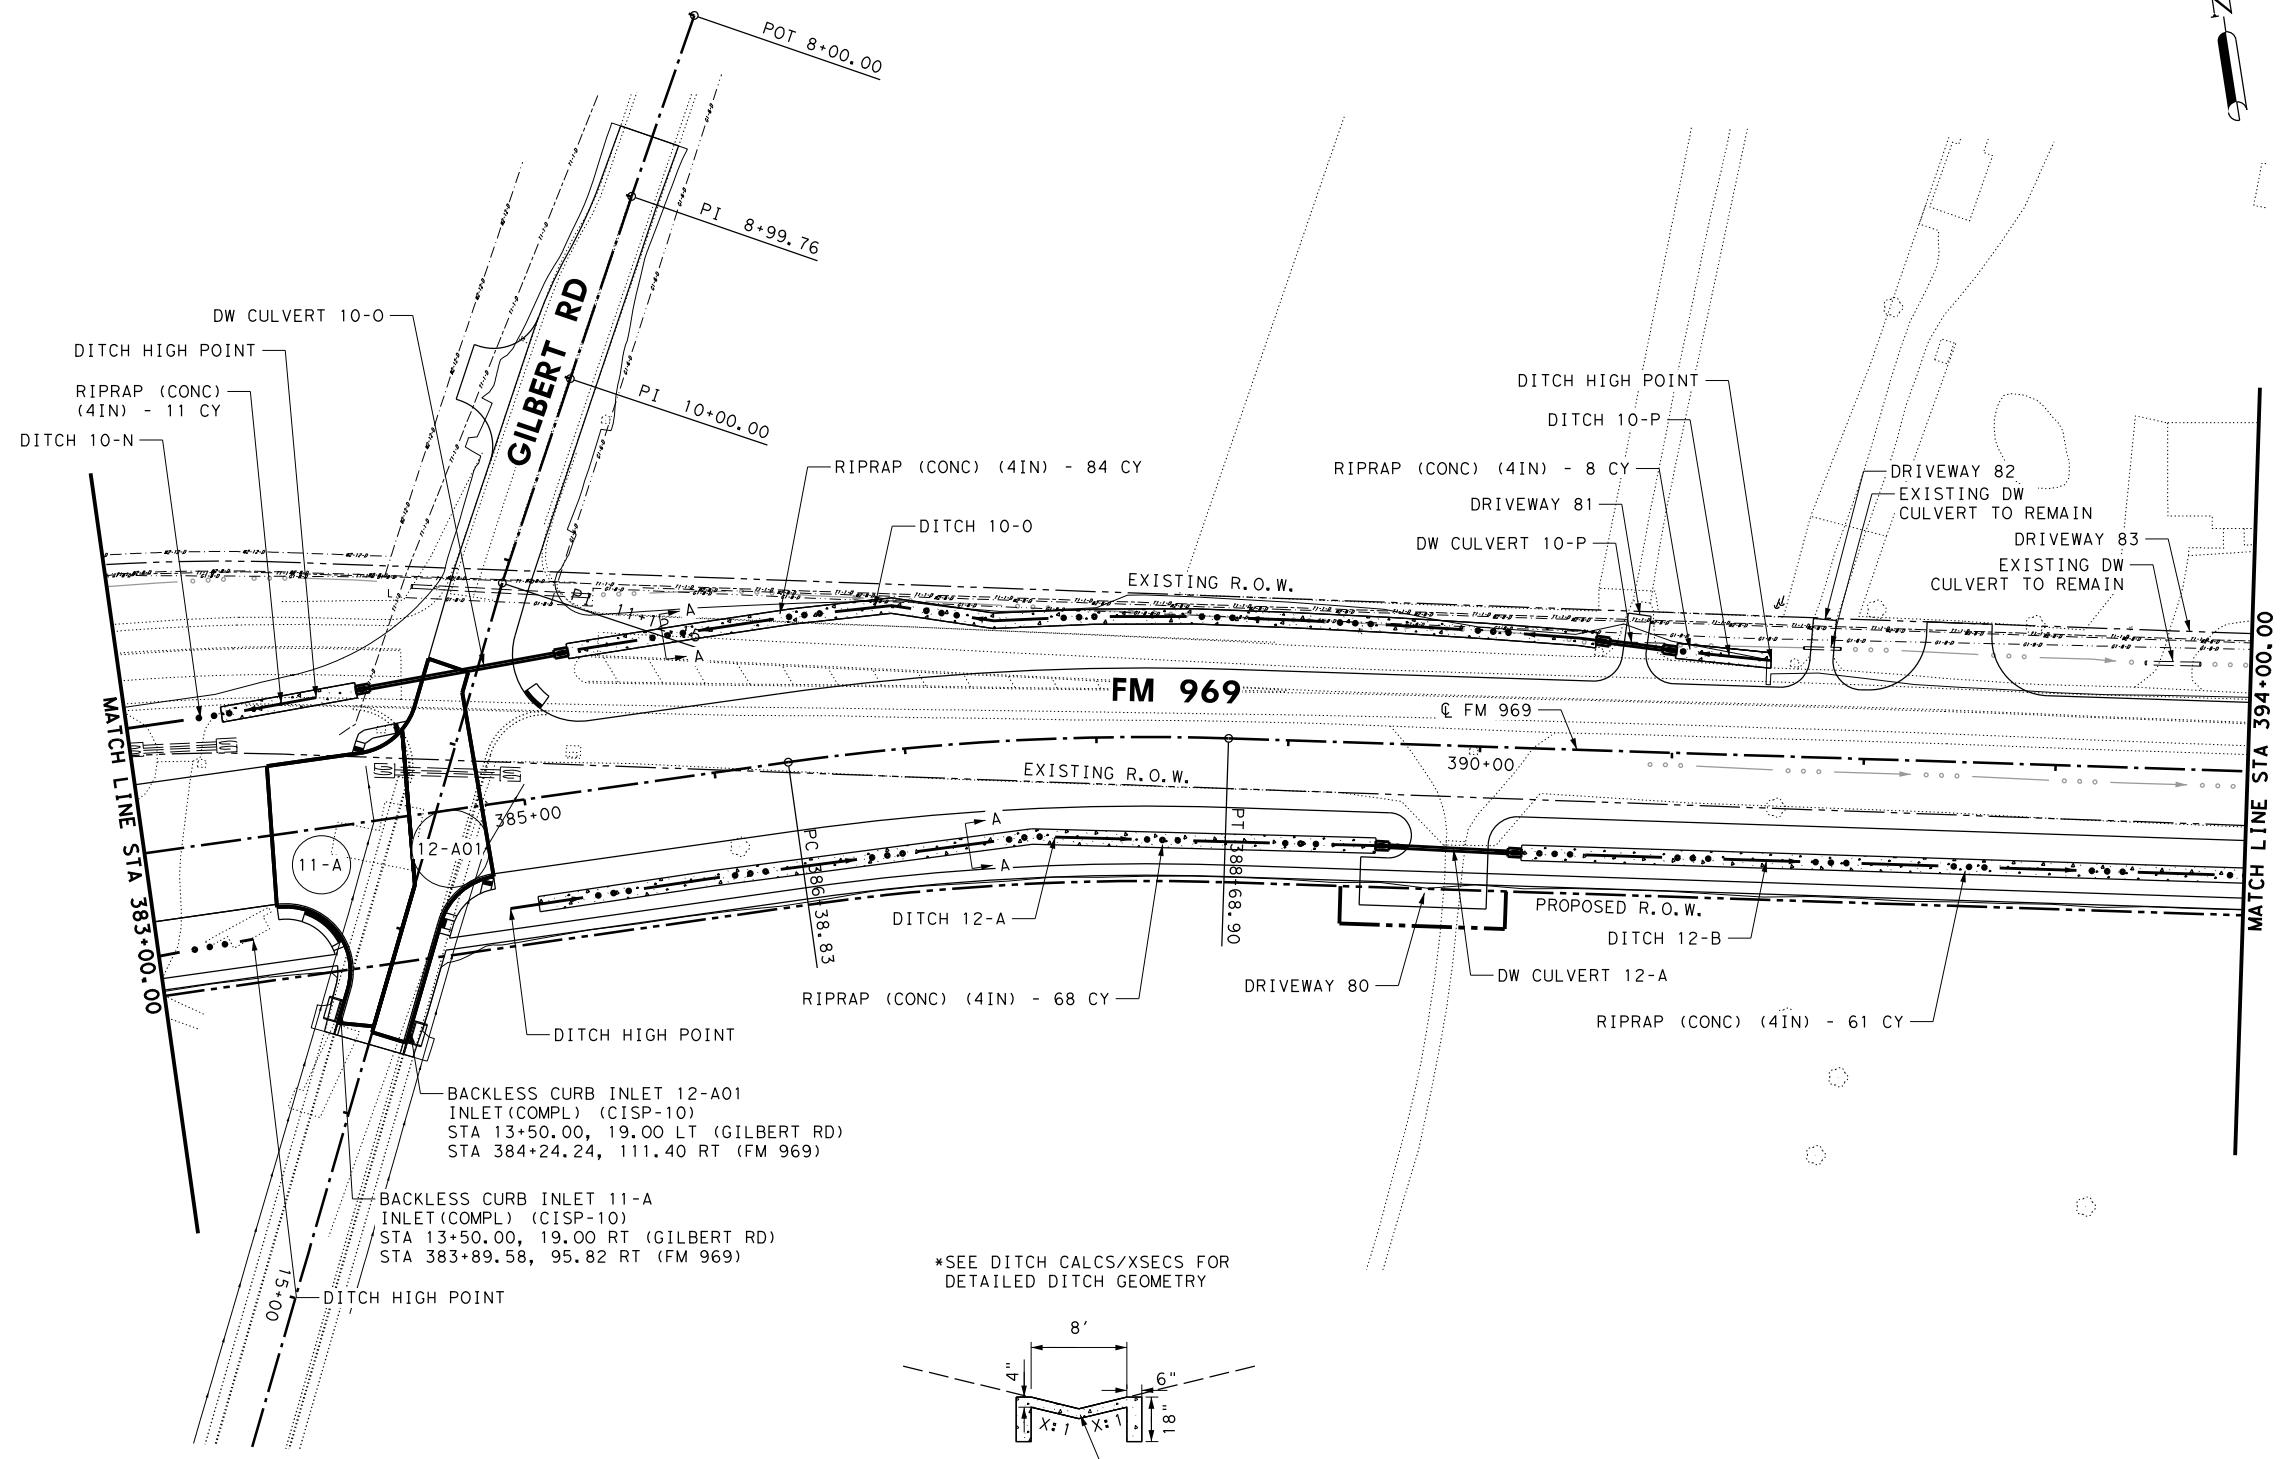 POT 8+00.00
PI 8+99.76
GILBERT RD
PI 10+00.00
DW CULVERT 10-O
DITCH HIGH POINT
RIPRAP (CONC)
(4IN) - 11 CY
DITCH 10-N
RIPRAP (CONC) (4IN) - 84 CY
DITCH 10-O
DITCH HIGH POINT
DITCH 10-P
RIPRAP (CONC) (4IN) - 8 CY
DRIVEWAY 81
DW CULVERT 10-P
DRIVEWAY 82
EXISTING DW
CULVERT TO REMAIN
DRIVEWAY 83
EXISTING DW
CULVERT TO REMAIN
EXISTING R.O.W.
PI
A
A
FM 969
℄ FM 969
390+00
EXISTING R.O.W.
385+00
11-A
12-A01
MATCH LINE STA 383+00.00
MATCH LINE STA 394+00.00
PC 386+38.83
PT 388+68.90
A
A
DITCH 12-A
PROPOSED R.O.W.
DITCH 12-B
DRIVEWAY 80
DW CULVERT 12-A
RIPRAP (CONC) (4IN) - 68 CY
RIPRAP (CONC) (4IN) - 61 CY
DITCH HIGH POINT
BACKLESS CURB INLET 12-A01
INLET(COMPL) (CISP-10)
STA 13+50.00, 19.00 LT (GILBERT RD)
STA 384+24.24, 111.40 RT (FM 969)
BACKLESS CURB INLET 11-A
INLET(COMPL) (CISP-10)
STA 13+50.00, 19.00 RT (GILBERT RD)
STA 383+89.58, 95.82 RT (FM 969)
15+00
DITCH HIGH POINT
*SEE DITCH CALCS/XSECS FOR
DETAILED DITCH GEOMETRY
8'
4"
6"
18"
X:1
X:1